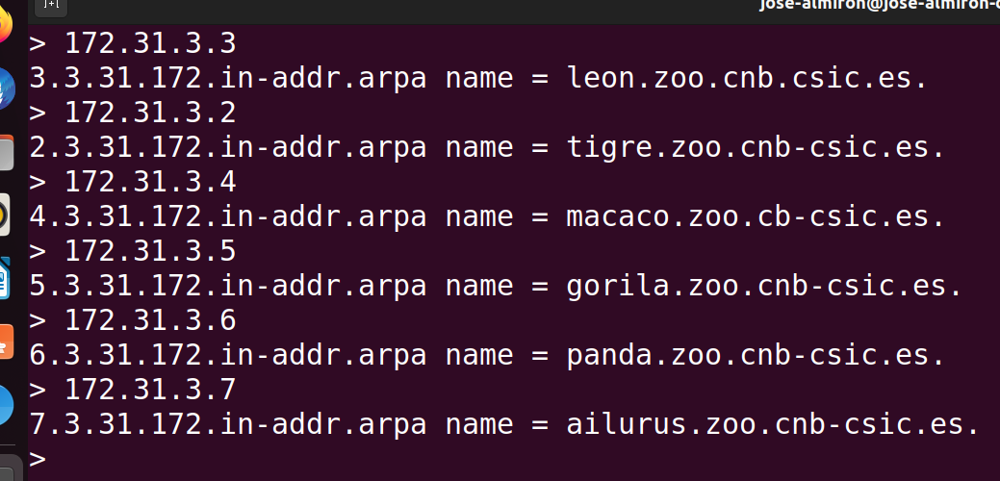 jose-almiron@jose-almiron-
> 172.31.3.3
3.3.31.172.in-addr.arpa name = leon.zoo.cnb.csic.es.
> 172.31.3.2
2.3.31.172.in-addr.arpa name = tigre.zoo.cnb-csic.es.
> 172.31.3.4
4.3.31.172.in-addr.arpa name = macaco.zoo.cb-csic.es.
> 172.31.3.5
5.3.31.172.in-addr.arpa name = gorila.zoo.cnb-csic.es.
> 172.31.3.6
6.3.31.172.in-addr.arpa name = panda.zoo.cnb-csic.es.
> 172.31.3.7
7.3.31.172.in-addr.arpa name = ailurus.zoo.cnb-csic.es.
>